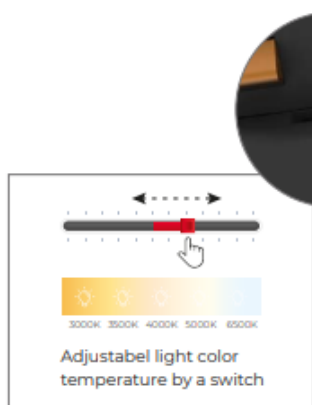 3000K 3500K 4000K 5000K 6500K
Adjustabel light color
temperature by a switch